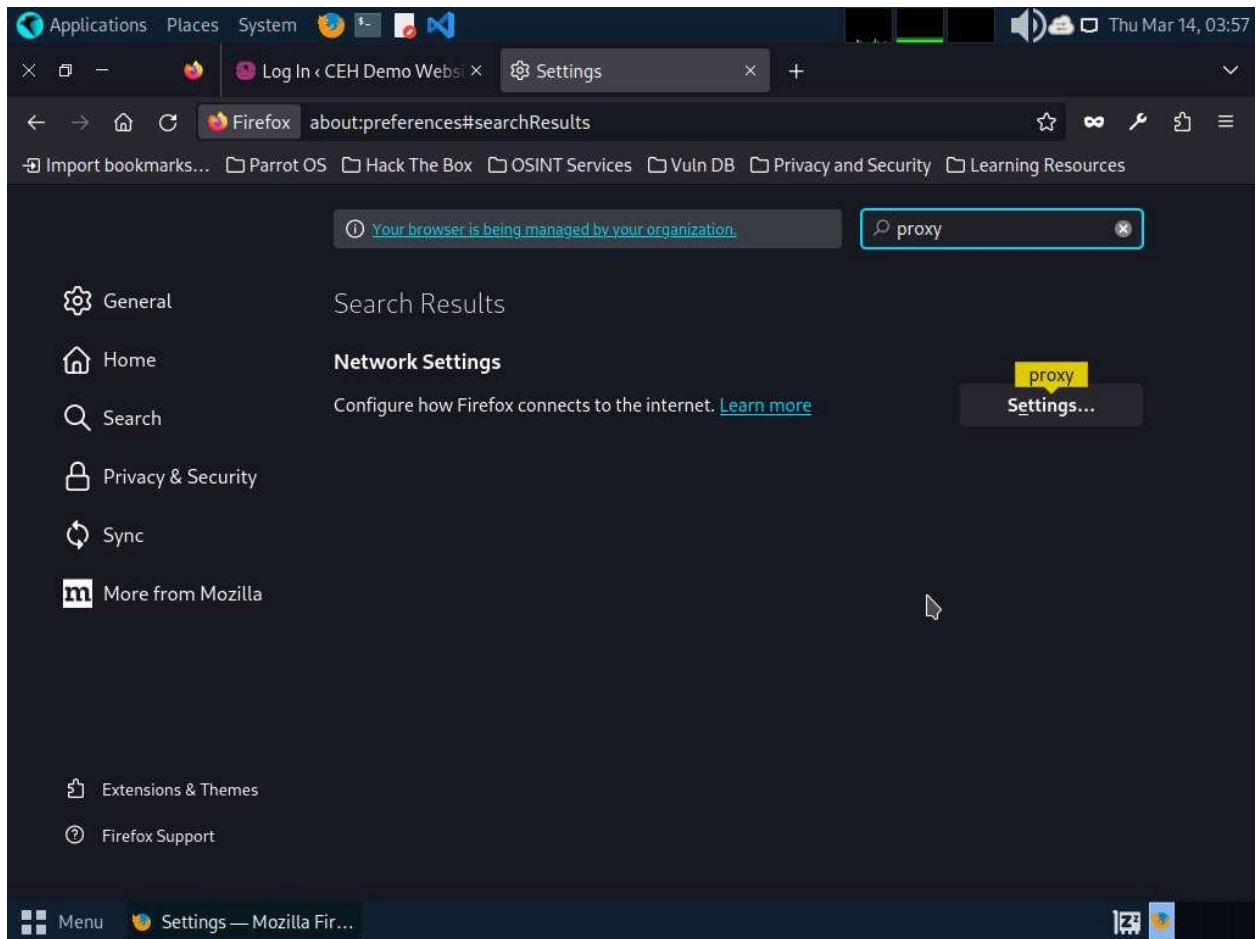 Applications Places System Thu Mar 14, 03:57
Log In ‹ CEH Demo Websi Settings
Firefox about:preferences#searchResults
Import bookmarks... Parrot OS Hack The Box OSINT Services Vuln DB Privacy and Security Learning Resources
Your browser is being managed by your organization. proxy
General
Search Results
Home
Network Settings
proxy
Search
Configure how Firefox connects to the internet. Learn more
Settings...
Privacy & Security
Sync
m More from Mozilla
Extensions & Themes
Firefox Support
Menu Settings — Mozilla Fir...